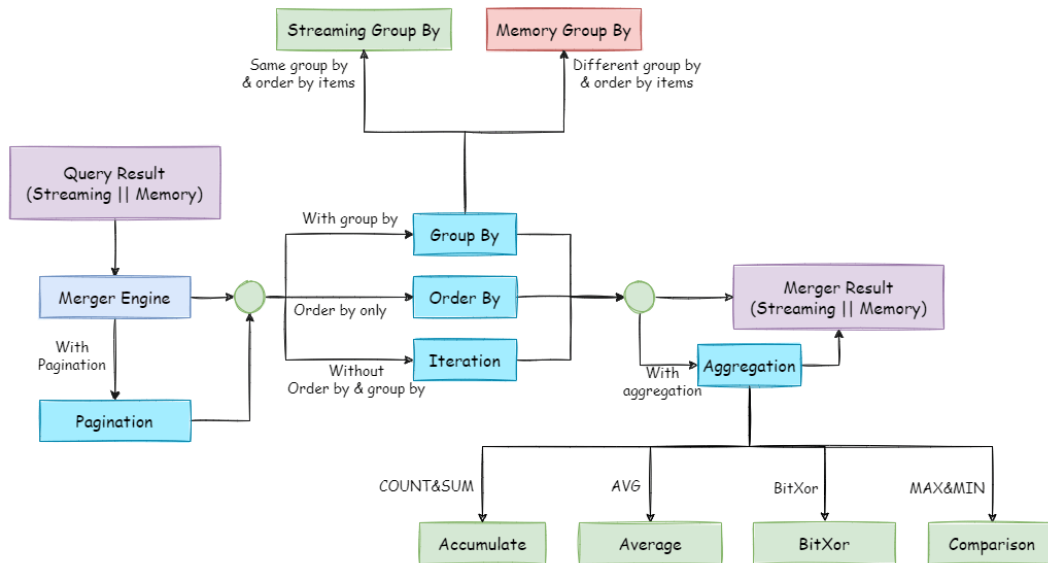 Streaming Group By
Memory Group By
Same group by
& order by items
Different group by
& order by items
Query Result
(Streaming || Memory)
With group by
Group By
Merger Engine
Order By
Order by only
Merger Result
(Streaming || Memory)
With
Pagination
Iteration
Without
Order by & group by
Aggregation
With
aggregation
Pagination
COUNT&SUM
AVG
BitXor
MAX&MIN
Accumulate
Average
BitXor
Comparison